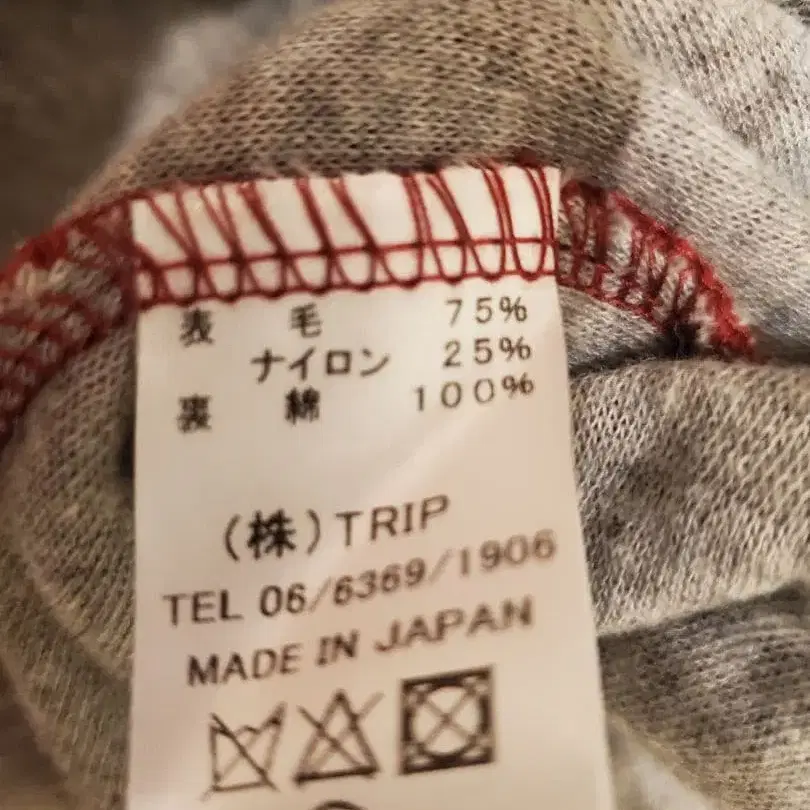 表 毛 75%
ナイロン 25%
裏 綿 100%
(株)TRIP
TEL 06/6369/1906
MADE IN JAPAN